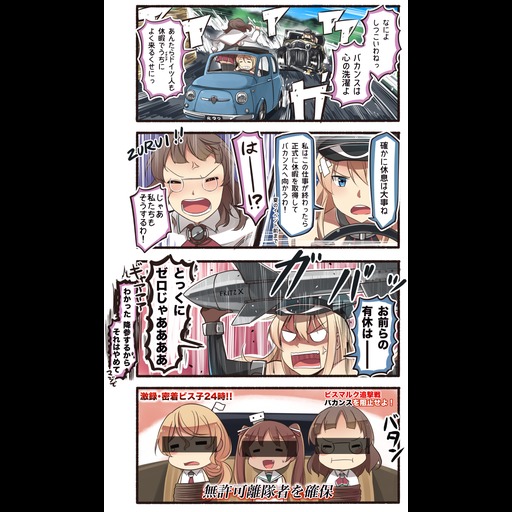 なによ
しつこいわねっ
バカンスは
心の洗濯よ
あんたらドイツ人も
休暇でうちに
よく来るくせにっ
確かに休息は大事ね
私はこの仕事が終わったら
正式に休暇を取得して
バカンスへ向かうわ!
は——!?
ZURUI!!
じゃあ
私たちも
そうするわ!
ガバッ
お前らの
有休は——
FRITZ X
とっくに
ゼロじゃああああ
ギャアアア
わかった 降参するから
それはやめて
ビスマルク追撃戦
バカンスを阻止せよ!
激録・密着ビス子24時!!
バタン
無許可離隊者を確保